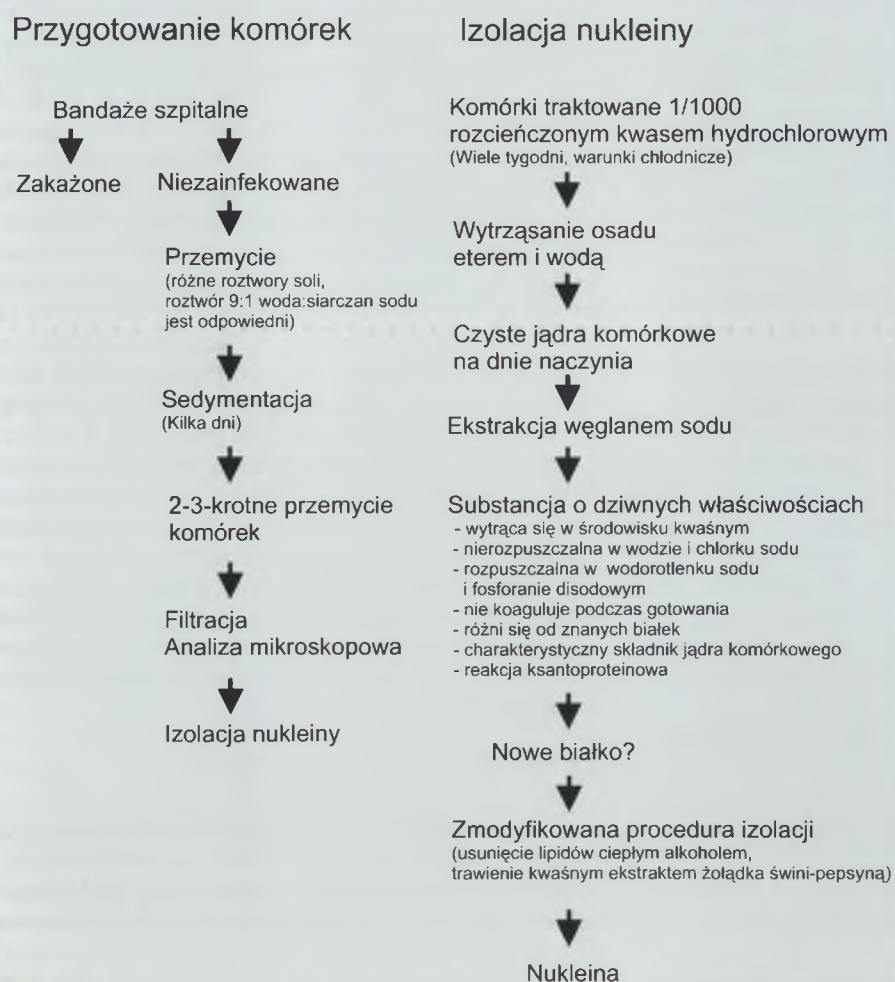 Przygotowanie komórek
Bandaże szpitalne
Zakażone
Niezainfekowane
Przemycie
(różne roztwory soli,
roztwór 9:1 woda:siarczan sodu
jest odpowiedni)
Sedymentacja
(Kilka dni)
2-3-krotne przemycie
komórek
Filtracja
Analiza mikroskopowa
Izolacja nukleiny
Izolacja nukleiny
Komórki traktowane 1/1000
rozcieńczonym kwasem hydrochlorowym
(Wiele tygodni, warunki chłodnicze)
Wytrząsanie osadu
eterem i wodą
Czyste jądra komórkowe
na dnie naczynia
Ekstrakcja węglanem sodu
Substancja o dziwnych właściwościach
- wytrąca się w środowisku kwaśnym
- nierozpuszczalna w wodzie i chlorku sodu
- rozpuszczalna w wodorotlenku sodu
i fosforanie disodowym
- nie koaguluje podczas gotowania
- różni się od znanych białek
- charakterystyczny składnik jądra komórkowego
- reakcja ksantoproteinowa
Nowe białko?
Zmodyfikowana procedura izolacji
(usunięcie lipidów ciepłym alkoholem,
trawienie kwaśnym ekstraktem żołądka świni-pepsyną)
Nukleina